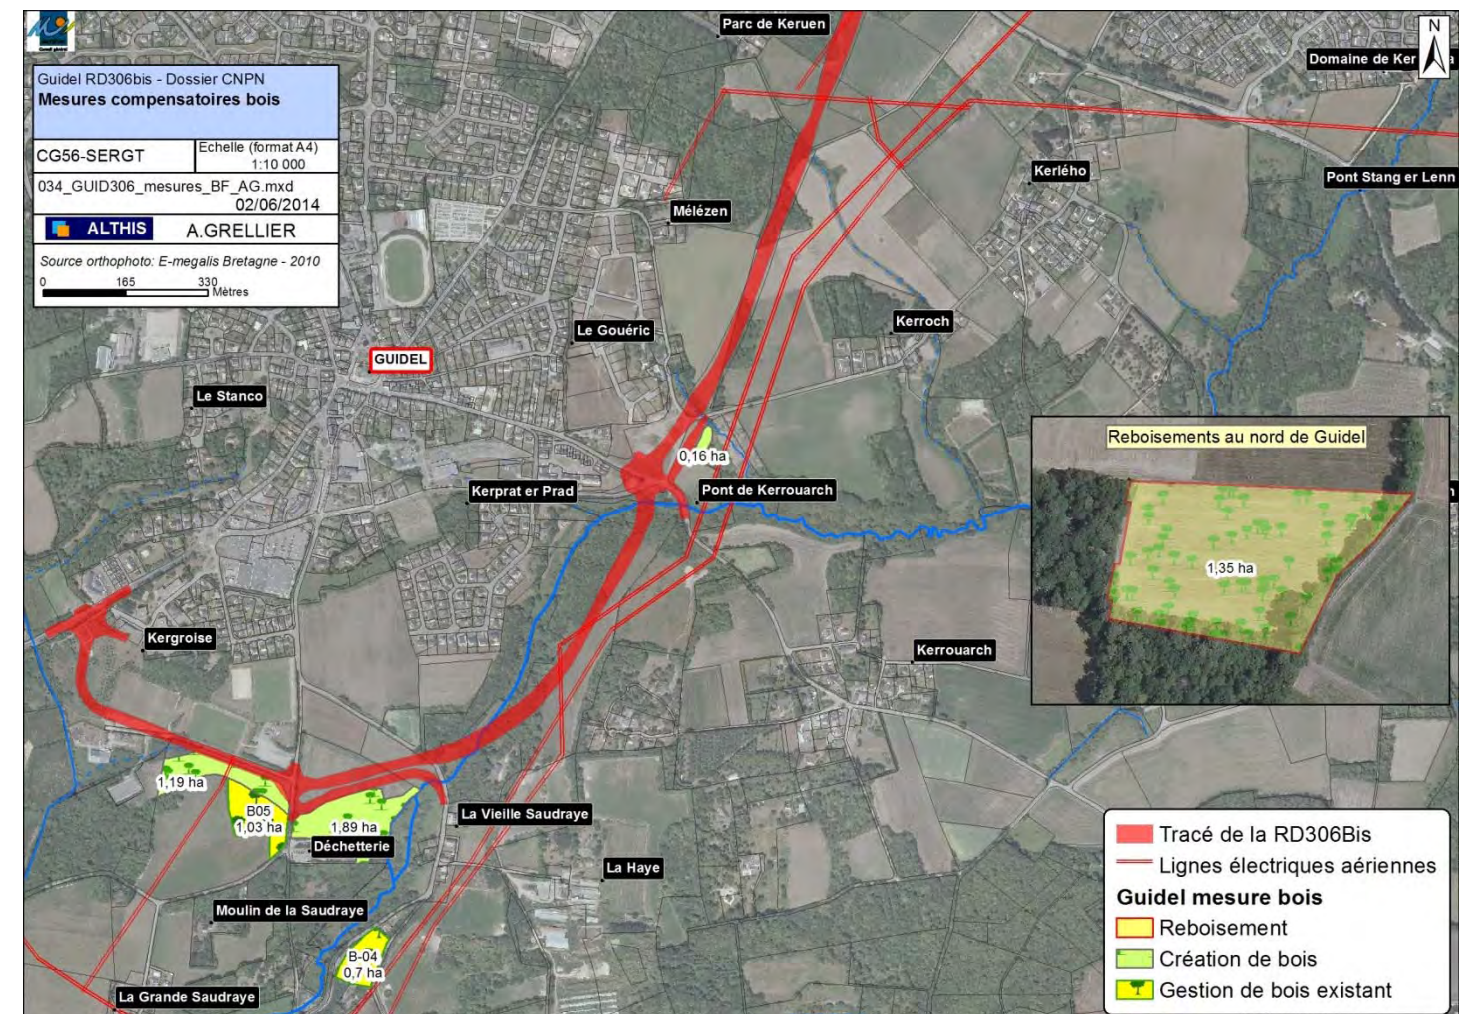 Parc de Keruen
N
Domaine de Ker
Guidel RD306bis - Dossier CNPN
Mesures compensatoires bois
CG56-SERGT
Echelle (format A4)
1:10 000
034_GUID306_mesures_BF_AG.mxd
02/06/2014
ALTHIS
A.GRELLIER
Source orthophoto: E-megalis Bretagne - 2010
0 165 330
Mètres
Kerlého
Pont Stang er Lenn
Mélézen
Kerroch
Le Gouéric
GUIDEL
Le Stanco
Reboisements au nord de Guidel
0,16 ha
Kerprat er Prad
Pont de Kerrouarch
1,35 ha
Kergroise
Kerrouarch
1,19 ha
B05
1,03 ha
1,89 ha
La Vieille Saudraye
Déchetterie
La Haye
Moulin de la Saudraye
B-04
0,7 ha
La Grande Saudraye
Tracé de la RD306Bis
Lignes électriques aériennes
Guidel mesure bois
Reboisement
Création de bois
Gestion de bois existant